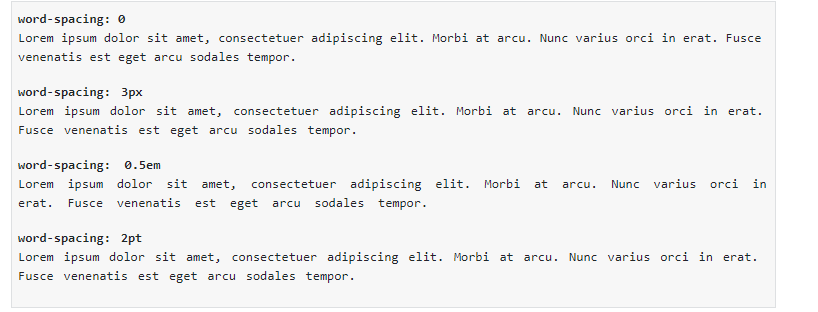 word-spacing: 0
Lorem ipsum dolor sit amet, consectetuer adipiscing elit. Morbi at arcu. Nunc varius orci in erat. Fusce
venenatis est eget arcu sodales tempor.
word-spacing: 3px
Lorem ipsum dolor sit amet, consectetuer adipiscing elit. Morbi at arcu. Nunc varius orci in erat.
Fusce venenatis est eget arcu sodales tempor.
word-spacing: 0.5em
Lorem ipsum dolor sit amet, consectetuer adipiscing elit. Morbi at arcu. Nunc varius orci in
erat. Fusce venenatis est eget arcu sodales tempor.
word-spacing: 2pt
Lorem ipsum dolor sit amet, consectetuer adipiscing elit. Morbi at arcu. Nunc varius orci in erat.
Fusce venenatis est eget arcu sodales tempor.